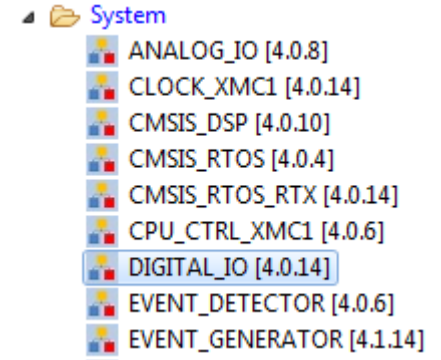 System
ANALOG_IO [4.0.8]
CLOCK_XMC1 [4.0.14]
CMSIS_DSP [4.0.10]
CMSIS_RTOS [4.0.4]
CMSIS_RTOS_RTX [4.0.14]
CPU_CTRL_XMC1 [4.0.6]
DIGITAL_IO [4.0.14]
EVENT_DETECTOR [4.0.6]
EVENT_GENERATOR [4.1.14]